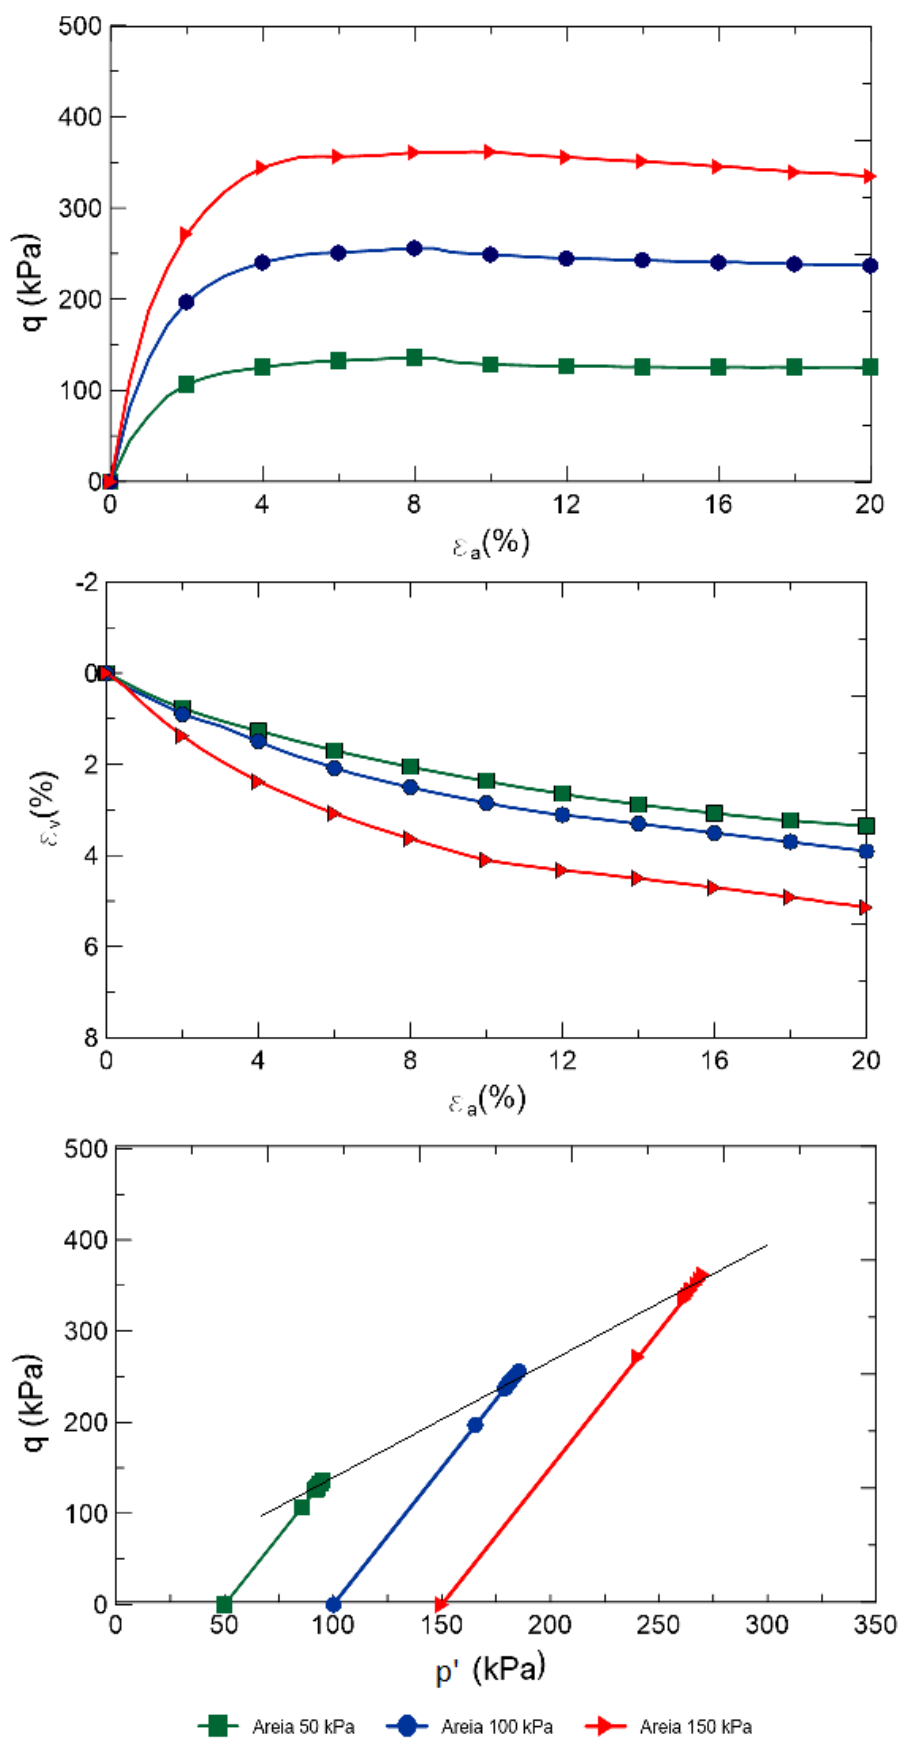 500
400
300
200
100
0
q (kPa)
0 4 8 12 16 20
εa(%)
-2
0
2
4
6
8
εv(%)
0 4 8 12 16 20
εa(%)
500
400
300
200
100
0
q (kPa)
0 50 100 150 200 250 300 350
p' (kPa)
Areia 50 kPa Areia 100 kPa Areia 150 kPa